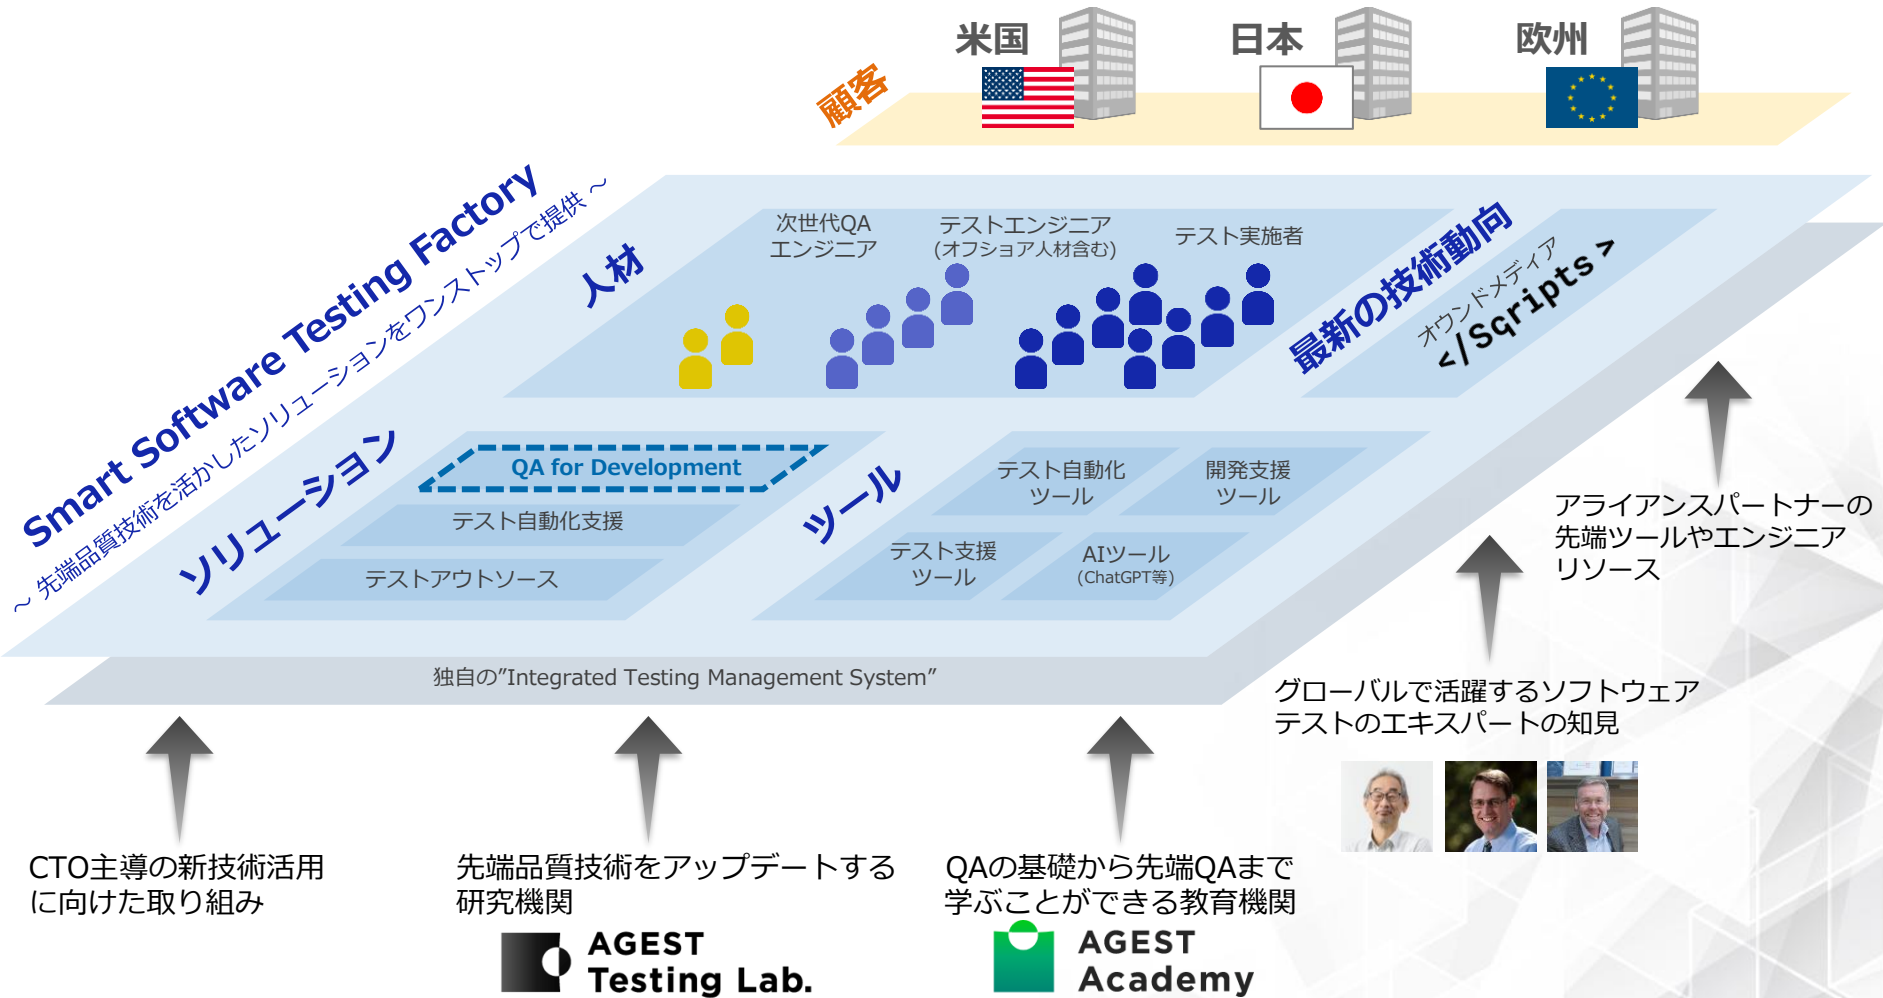 米国
日本
欧州
顧客
Smart Software Testing Factory
～ 先端品質技術を活かしたソリューションをワンストップで提供 ～
人材
次世代QA
エンジニア
テストエンジニア
(オフショア人材含む)
テスト実施者
最新の技術動向
オウンドメディア
</Sqripts>
ソリューション
QA for Development
テスト自動化支援
テストアウトソース
ツール
テスト自動化
ツール
開発支援
ツール
テスト支援
ツール
AIツール
(ChatGPT等)
独自の”Integrated Testing Management System”
アライアンスパートナーの
先端ツールやエンジニア
リソース
グローバルで活躍するソフトウェア
テストのエキスパートの知見
CTO主導の新技術活用
に向けた取り組み
先端品質技術をアップデートする
研究機関
AGEST
Testing Lab.
QAの基礎から先端QAまで
学ぶことができる教育機関
AGEST
Academy